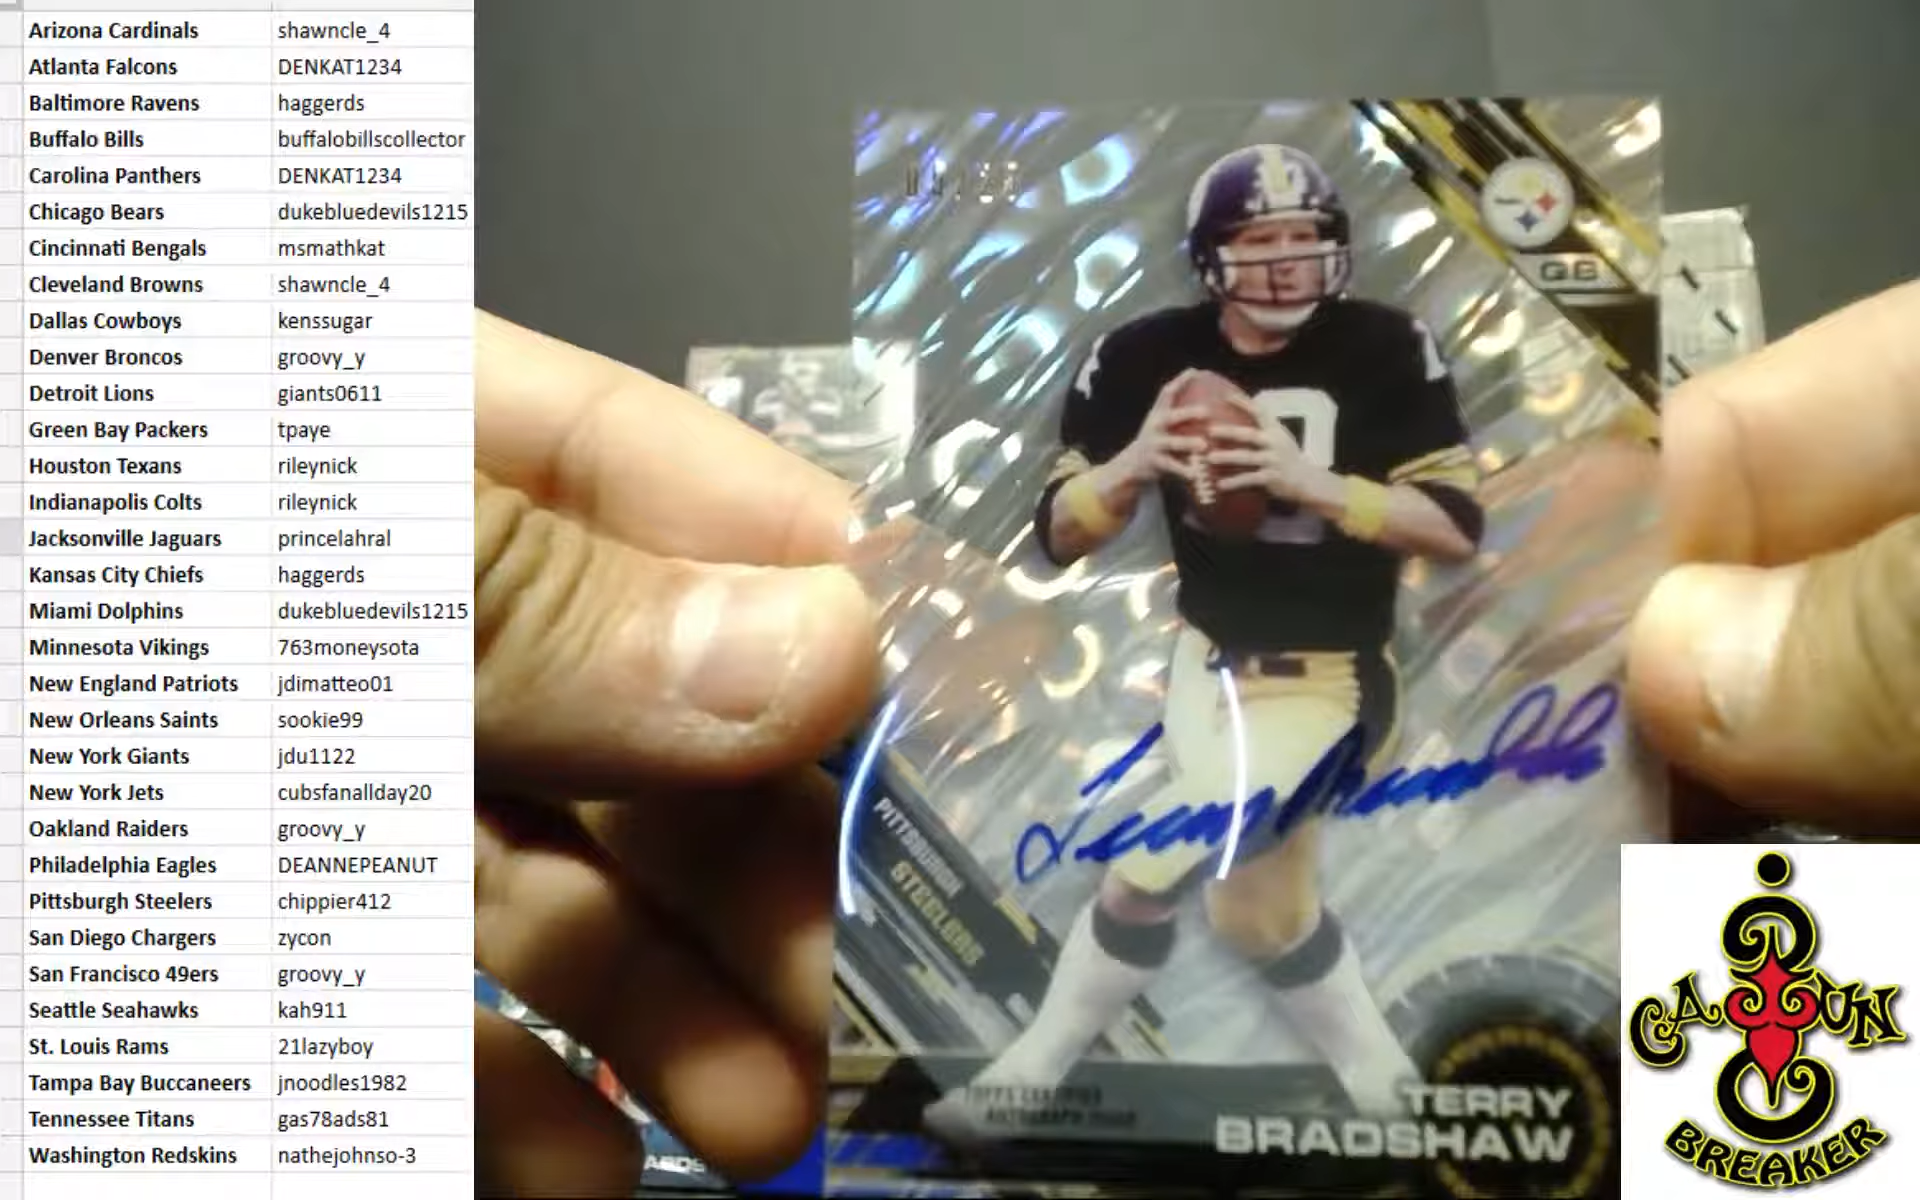 Arizona Cardinals shawncle_4
Atlanta Falcons DENKAT1234
Baltimore Ravens haggerds
Buffalo Bills buffalobillscollector
Carolina Panthers DENKAT1234
Chicago Bears dukebluedevils1215
Cincinnati Bengals msmathkat
Cleveland Browns shawncle_4
Dallas Cowboys kenssugar
Denver Broncos groovy_y
Detroit Lions giants0611
Green Bay Packers tpaye
Houston Texans rileynick
Indianapolis Colts rileynick
Jacksonville Jaguars princelahral
Kansas City Chiefs haggerds
Miami Dolphins dukebluedevils1215
Minnesota Vikings 763moneysota
New England Patriots jdimatteo01
New Orleans Saints sookie99
New York Giants jdu1122
New York Jets cubsfanallday20
Oakland Raiders groovy_y
Philadelphia Eagles DEANNEPEANUT
Pittsburgh Steelers chippier412
San Diego Chargers zycon
San Francisco 49ers groovy_y
Seattle Seahawks kah911
St. Louis Rams 21lazyboy
Tampa Bay Buccaneers jnoodles1982
Tennessee Titans gas78ads81
Washington Redskins nathejohnso-3
QB
Terry Bradshaw
PITTSBURGH
STEELERS
TOPPS CERTIFIED
AUTOGRAPH ISSUE
TERRY
BRADSHAW
CAJUN
BREAKER